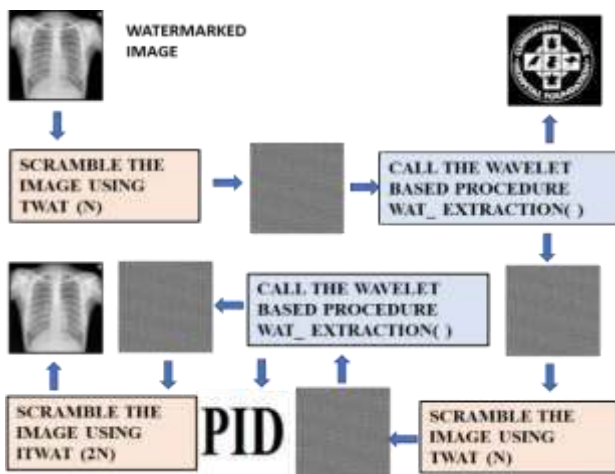 WATERMARKED
IMAGE
SCRAMBLE THE
IMAGE USING
TWAT (N)
CALL THE WAVELET
BASED PROCEDURE
WAT_ EXTRACTION( )
CALL THE WAVELET
BASED PROCEDURE
WAT_ EXTRACTION( )
SCRAMBLE THE
IMAGE USING
ITWAT (2N)
PID
SCRAMBLE THE
IMAGE USING
TWAT (N)